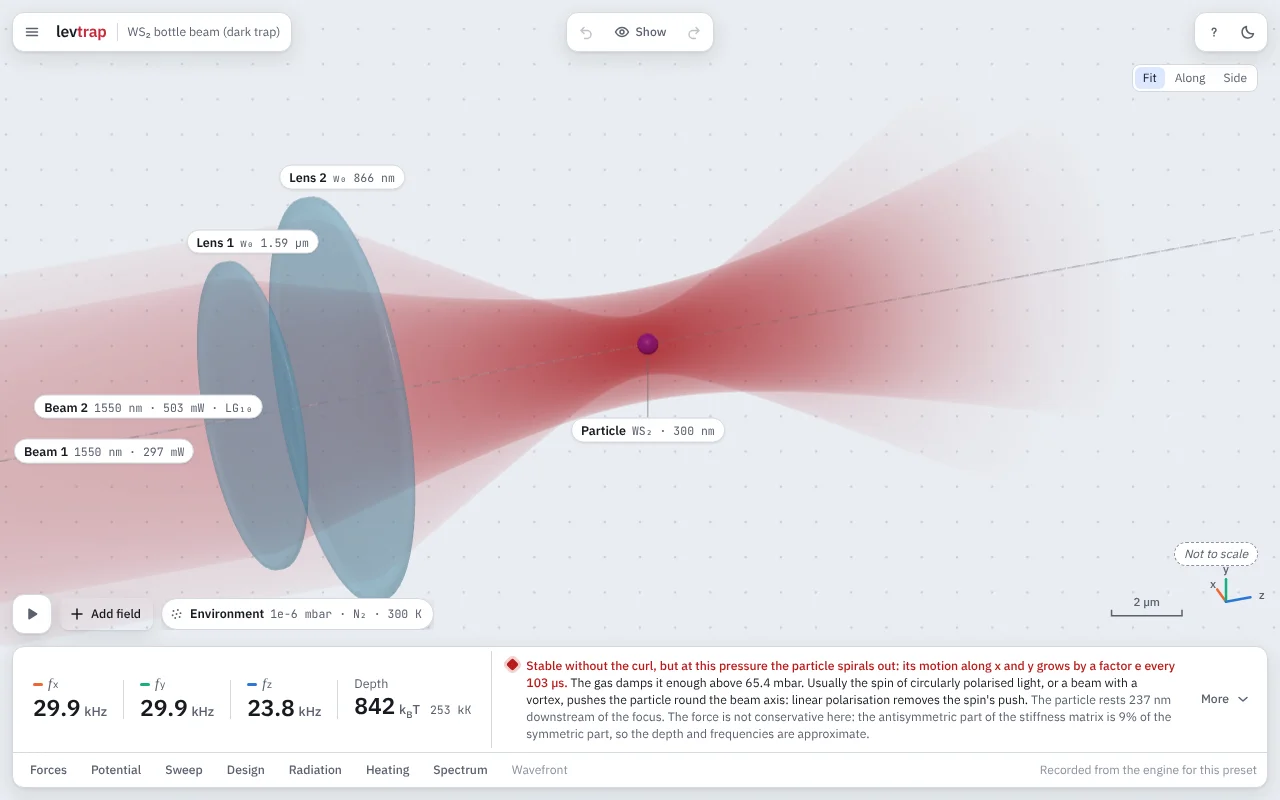 levtrap WS₂ bottle beam (dark trap)
Show
?
Fit Along Side
Lens 2 w₀ 866 nm
Lens 1 w₀ 1.59 µm
Beam 2 1550 nm · 503 mW · LG₁₀
Beam 1 1550 nm · 297 mW
Particle WS₂ · 300 nm
Not to scale
y
x
z
2 µm
Add field
Environment 1e-6 mbar · N₂ · 300 K
fx
29.9 kHz
fy
29.9 kHz
fz
23.8 kHz
Depth
842 kBT 253 kK
Stable without the curl, but at this pressure the particle spirals out: its motion along x and y grows by a factor e every
103 µs. The gas damps it enough above 65.4 mbar. Usually the spin of circularly polarised light, or a beam with a
vortex, pushes the particle round the beam axis: linear polarisation removes the spin's push. The particle rests 237 nm
downstream of the focus. The force is not conservative here: the antisymmetric part of the stiffness matrix is 9% of the
symmetric part, so the depth and frequencies are approximate.
More
Forces Potential Sweep Design Radiation Heating Spectrum Wavefront
Recorded from the engine for this preset